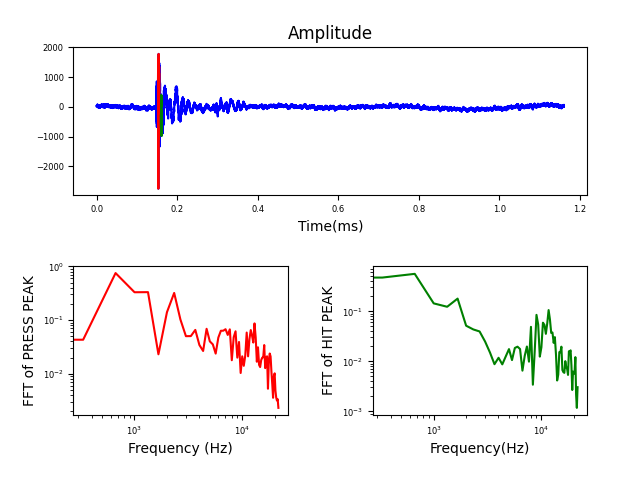 Amplitude
2000
1000
0
−1000
−2000
0.0 0.2 0.4 0.6 0.8 1.0 1.2
Time(ms)
FFT of PRESS PEAK
10⁰
10⁻¹
10⁻²
10³ 10⁴
Frequency (Hz)
FFT of HIT PEAK
10⁻¹
10⁻²
10⁻³
10³ 10⁴
Frequency(Hz)